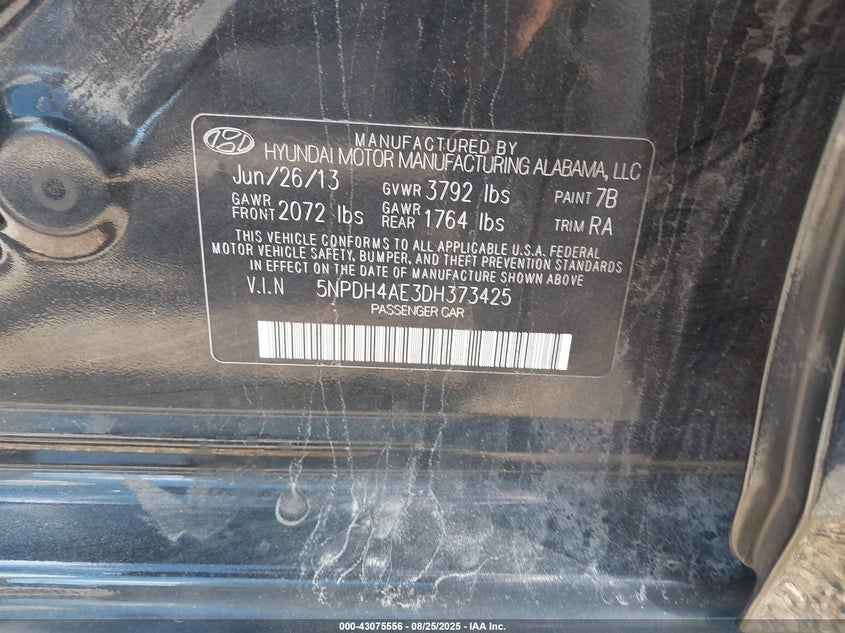 MANUFACTURED BY
HYUNDAI MOTOR MANUFACTURING ALABAMA, LLC
Jun/26/13 GVWR 3792 lbs PAINT 7B
GAWR FRONT 2072 lbs GAWR REAR 1764 lbs TRIM RA
THIS VEHICLE CONFORMS TO ALL APPLICABLE U.S.A. FEDERAL
MOTOR VEHICLE SAFETY, BUMPER, AND THEFT PREVENTION STANDARDS
IN EFFECT ON THE DATE OF MANUFACTURE SHOWN ABOVE
V.I.N 5NPDH4AE3DH373425
PASSENGER CAR
000-43075556 - 08/25/2025 - IAA Inc.